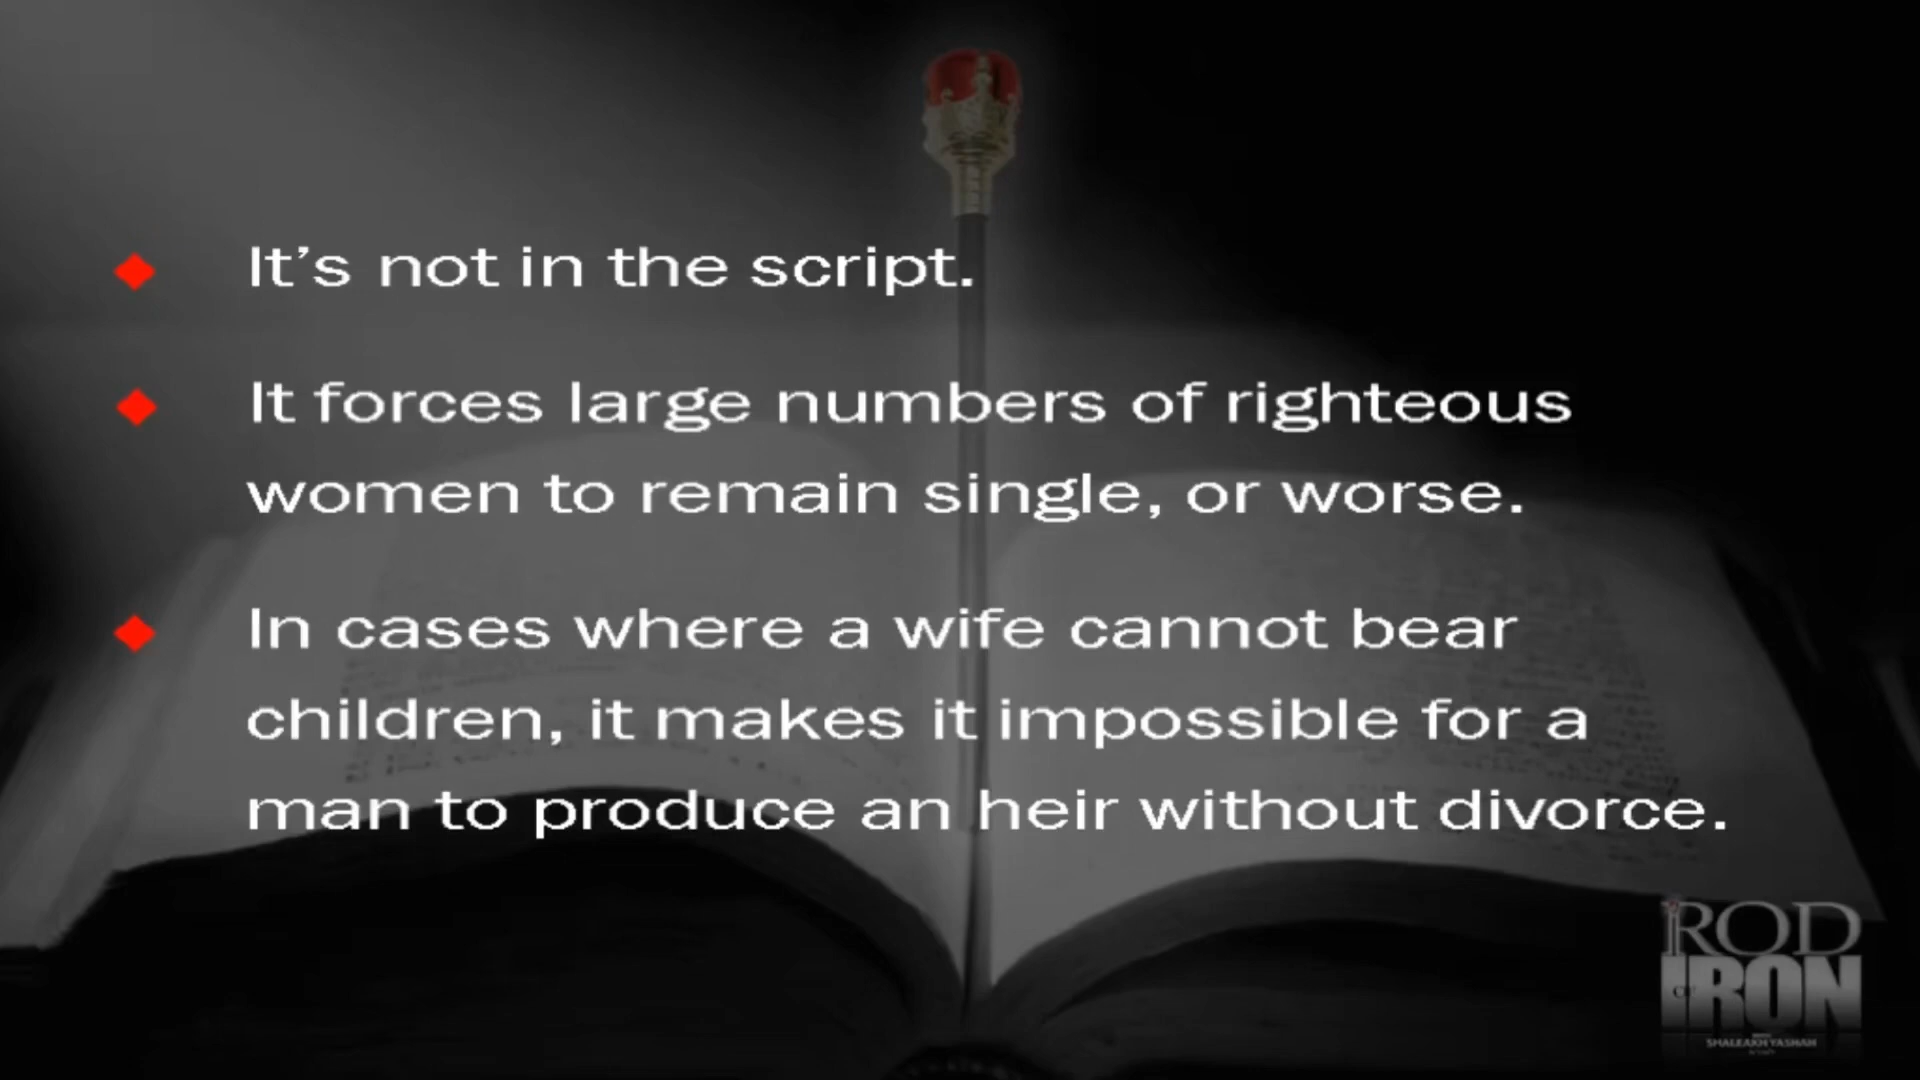 It's not in the script.
It forces large numbers of righteous
women to remain single, or worse.
In cases where a wife cannot bear
children, it makes it impossible for a
man to produce an heir without divorce.
ROD
OF IRON